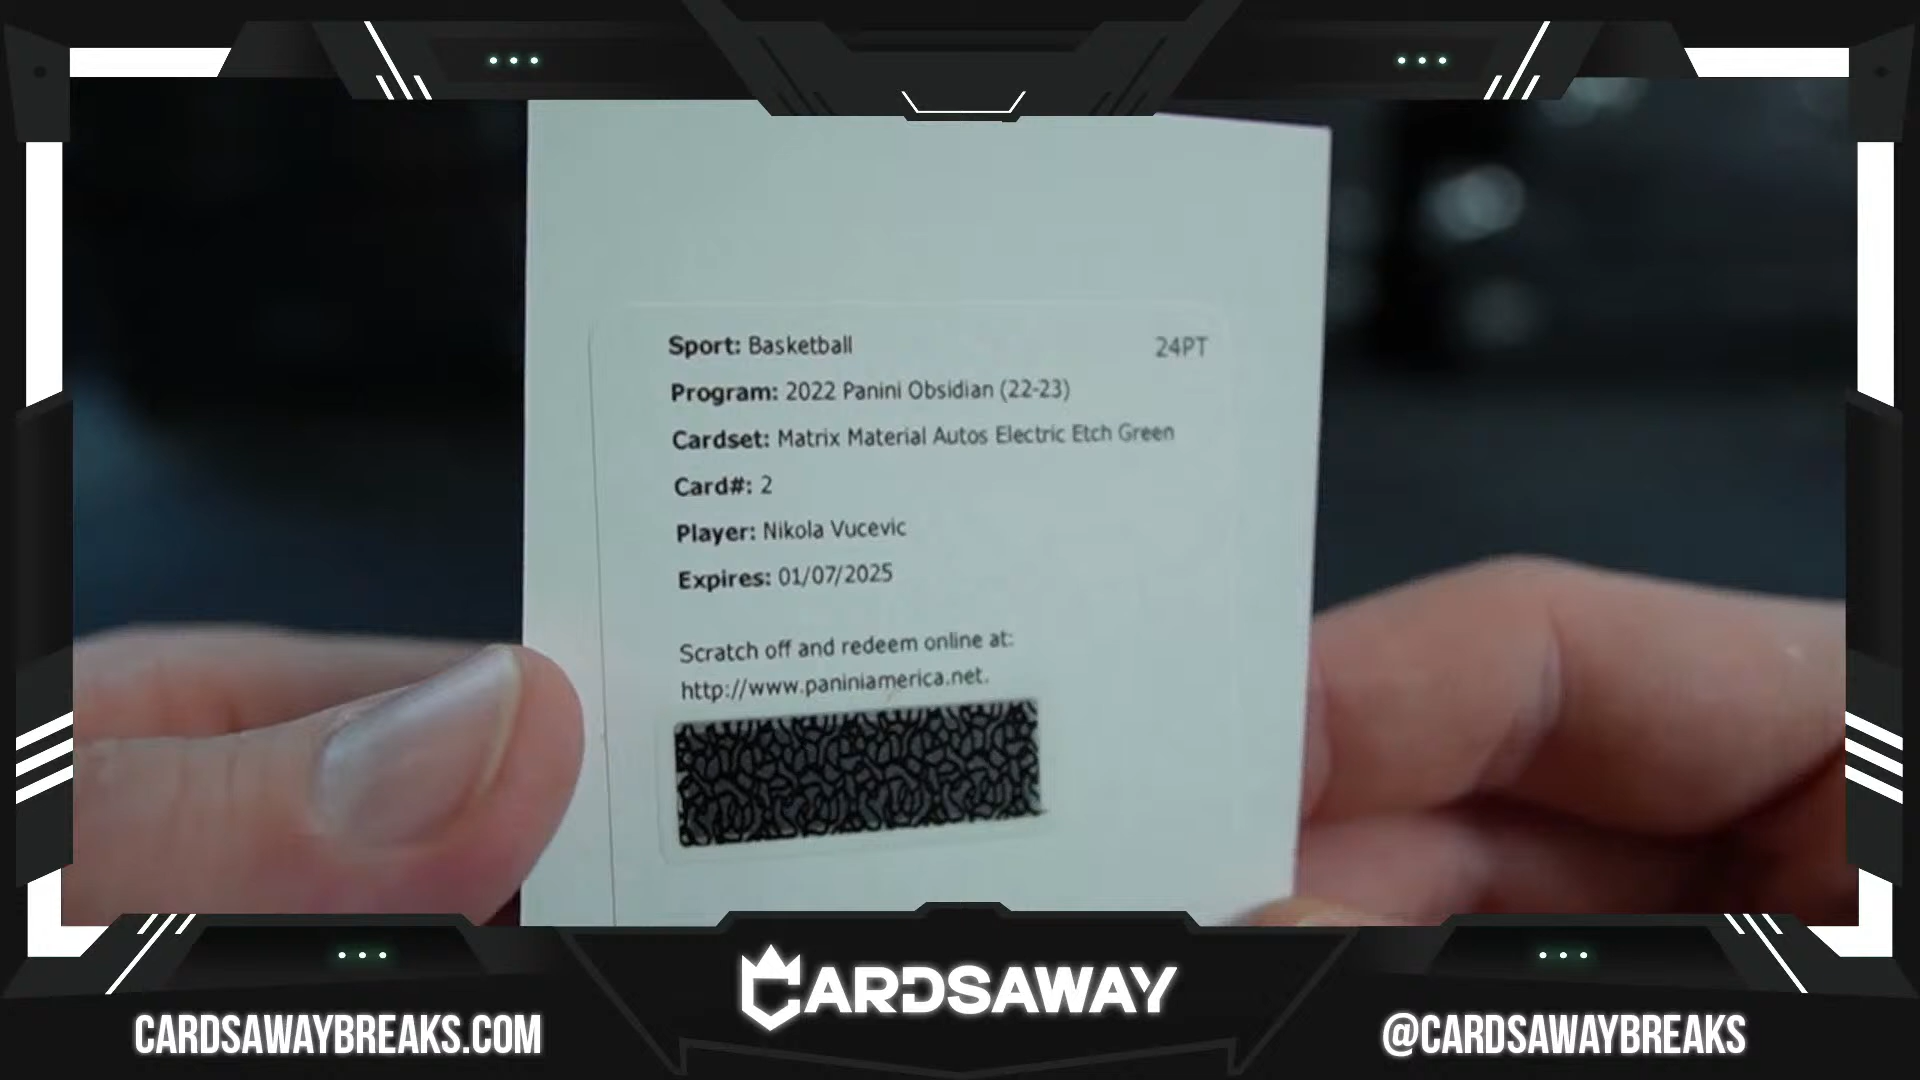 Sport: Basketball 24PT
Program: 2022 Panini Obsidian (22-23)
Cardset: Matrix Material Autos Electric Etch Green
Card#: 2
Player: Nikola Vucevic
Expires: 01/07/2025
Scratch off and redeem online at:
http://www.paniniamerica.net.
CARDSAWAY
CARDSAWAYBREAKS.COM
@CARDSAWAYBREAKS